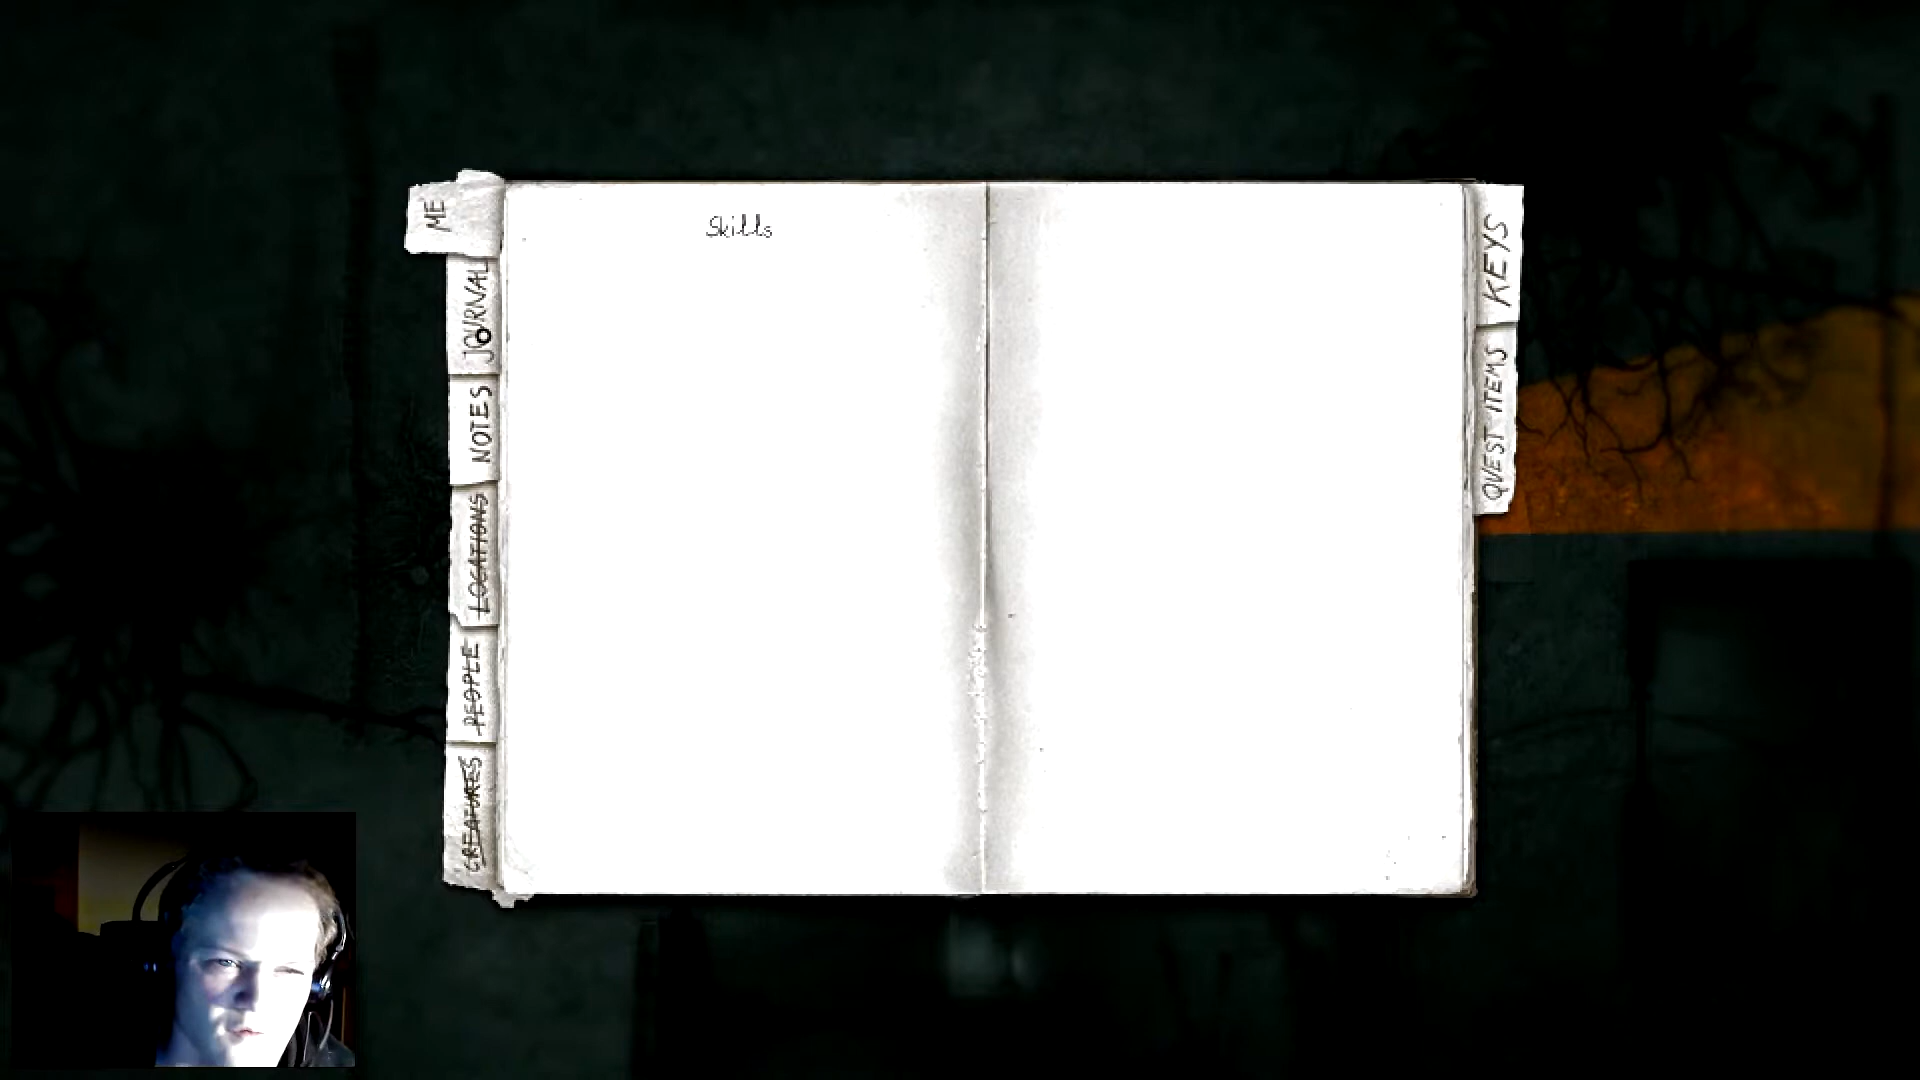 ME
JOURNAL
NOTES
LOCATIONS
PEOPLE
CREATURES
Skills
KEYS
QUEST ITEMS